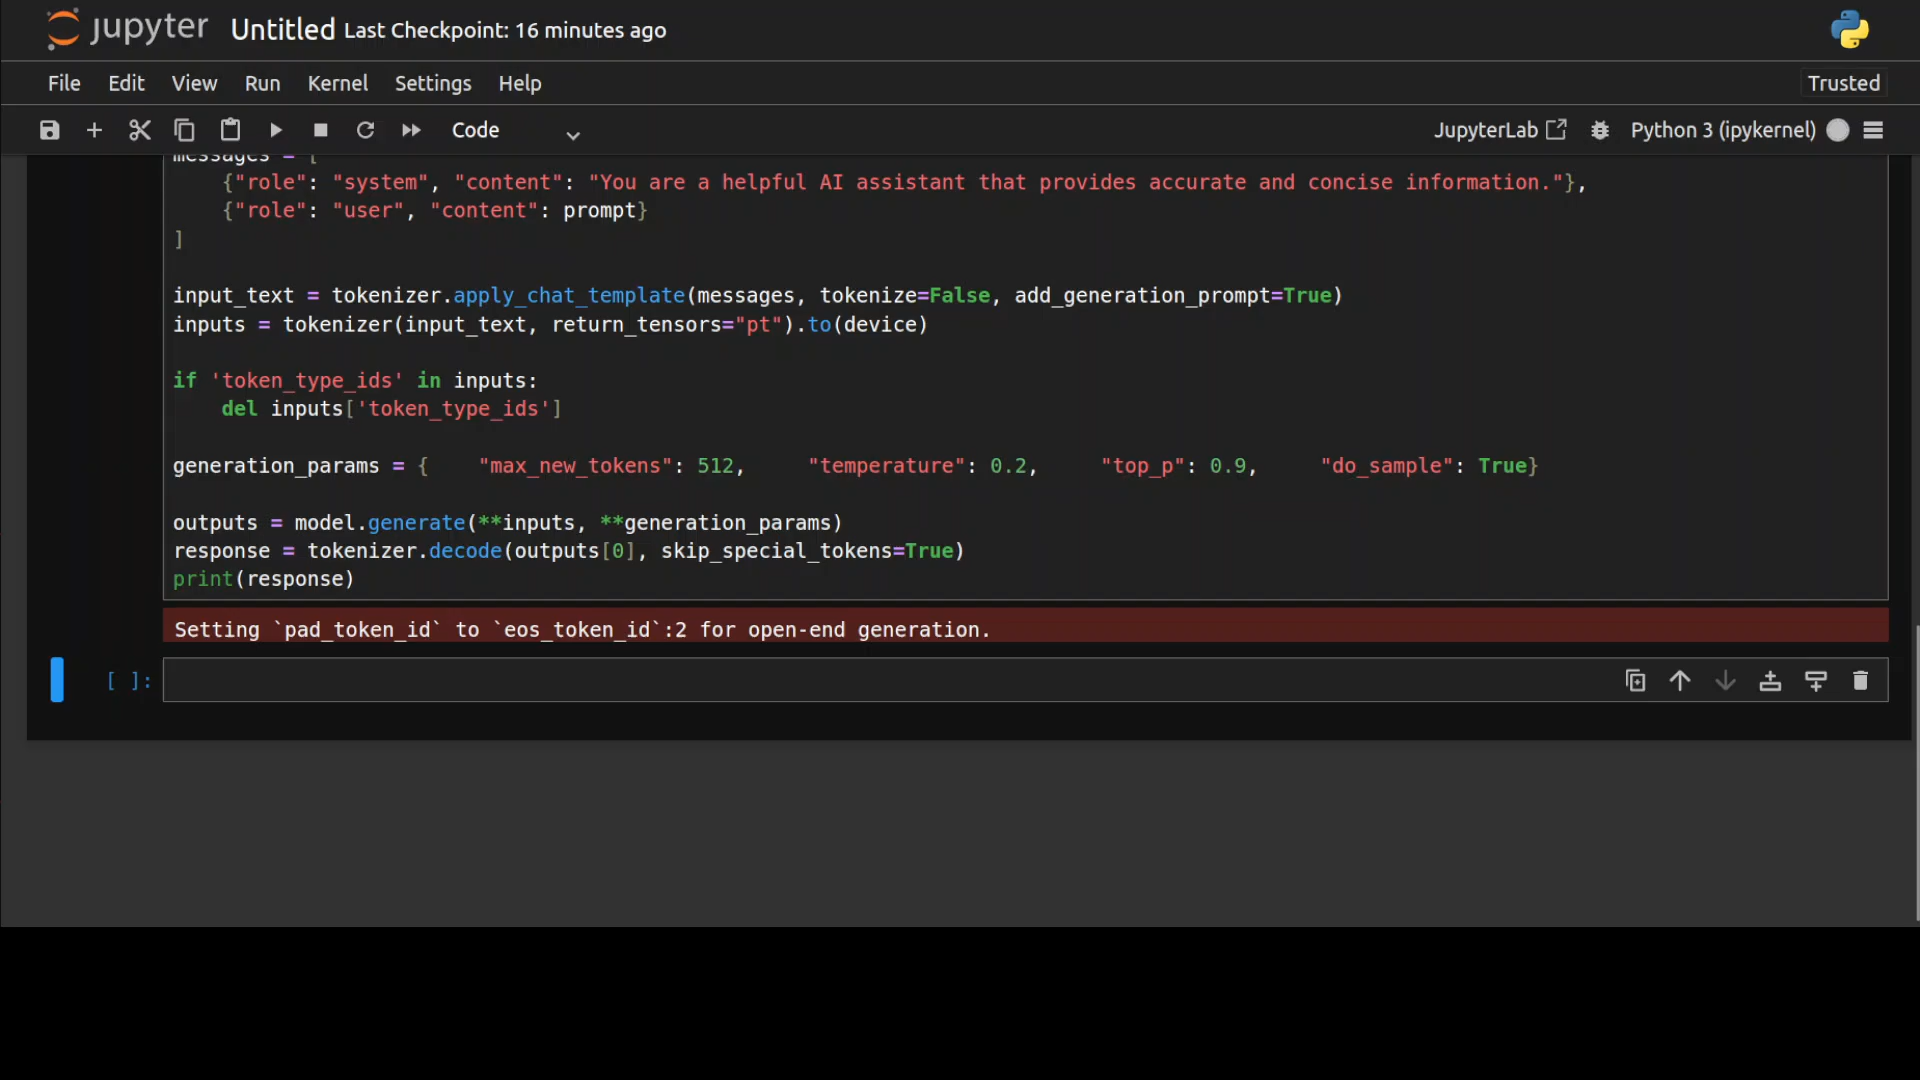 jupyter Untitled Last Checkpoint: 16 minutes ago
File Edit View Run Kernel Settings Help Trusted
Code JupyterLab Python 3 (ipykernel)
messages = [
    {"role": "system", "content": "You are a helpful AI assistant that provides accurate and concise information."},
    {"role": "user", "content": prompt}
]
input_text = tokenizer.apply_chat_template(messages, tokenize=False, add_generation_prompt=True)
inputs = tokenizer(input_text, return_tensors="pt").to(device)
if 'token_type_ids' in inputs:
    del inputs['token_type_ids']
generation_params = {    "max_new_tokens": 512,     "temperature": 0.2,     "top_p": 0.9,     "do_sample": True}
outputs = model.generate(**inputs, **generation_params)
response = tokenizer.decode(outputs[0], skip_special_tokens=True)
print(response)
Setting `pad_token_id` to `eos_token_id`:2 for open-end generation.
[ ]: